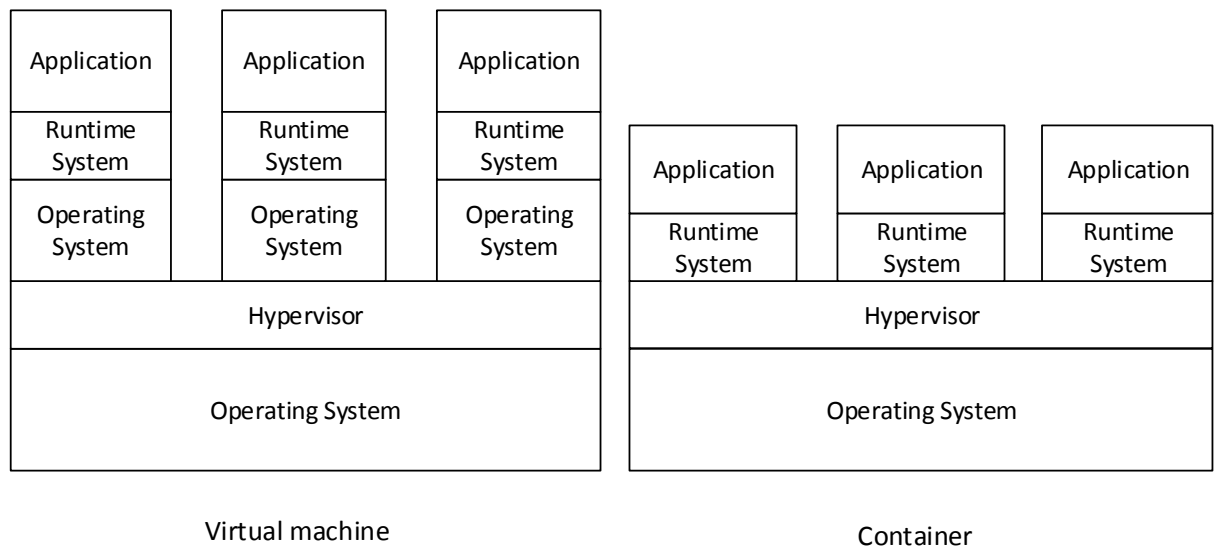 Application
Application
Application
Runtime
System
Runtime
System
Runtime
System
Operating
System
Operating
System
Operating
System
Hypervisor
Operating System
Virtual machine
Application
Application
Application
Runtime
System
Runtime
System
Runtime
System
Hypervisor
Operating System
Container